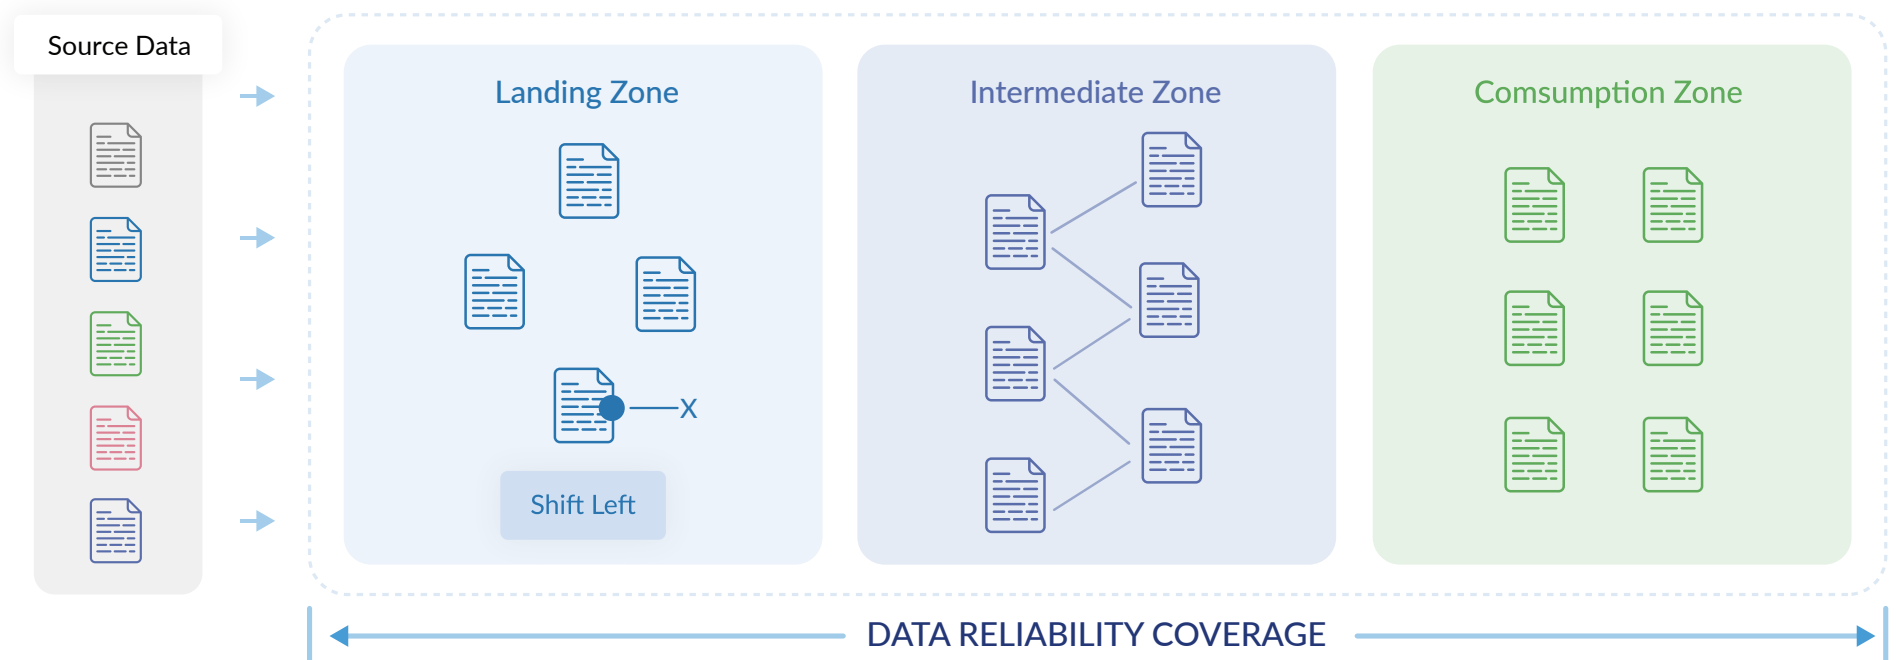 Source Data
Landing Zone
Intermediate Zone
Comsumption Zone
X
Shift Left
DATA RELIABILITY COVERAGE